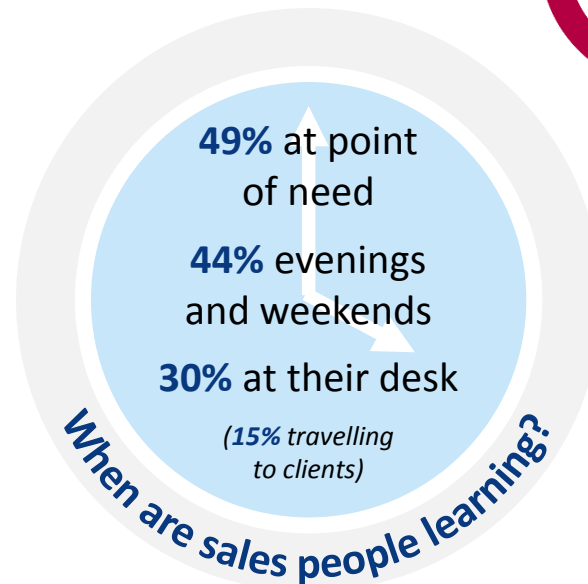 49% at point
of need
44% evenings
and weekends
30% at their desk
(15% travelling
to clients)
When are sales people learning?